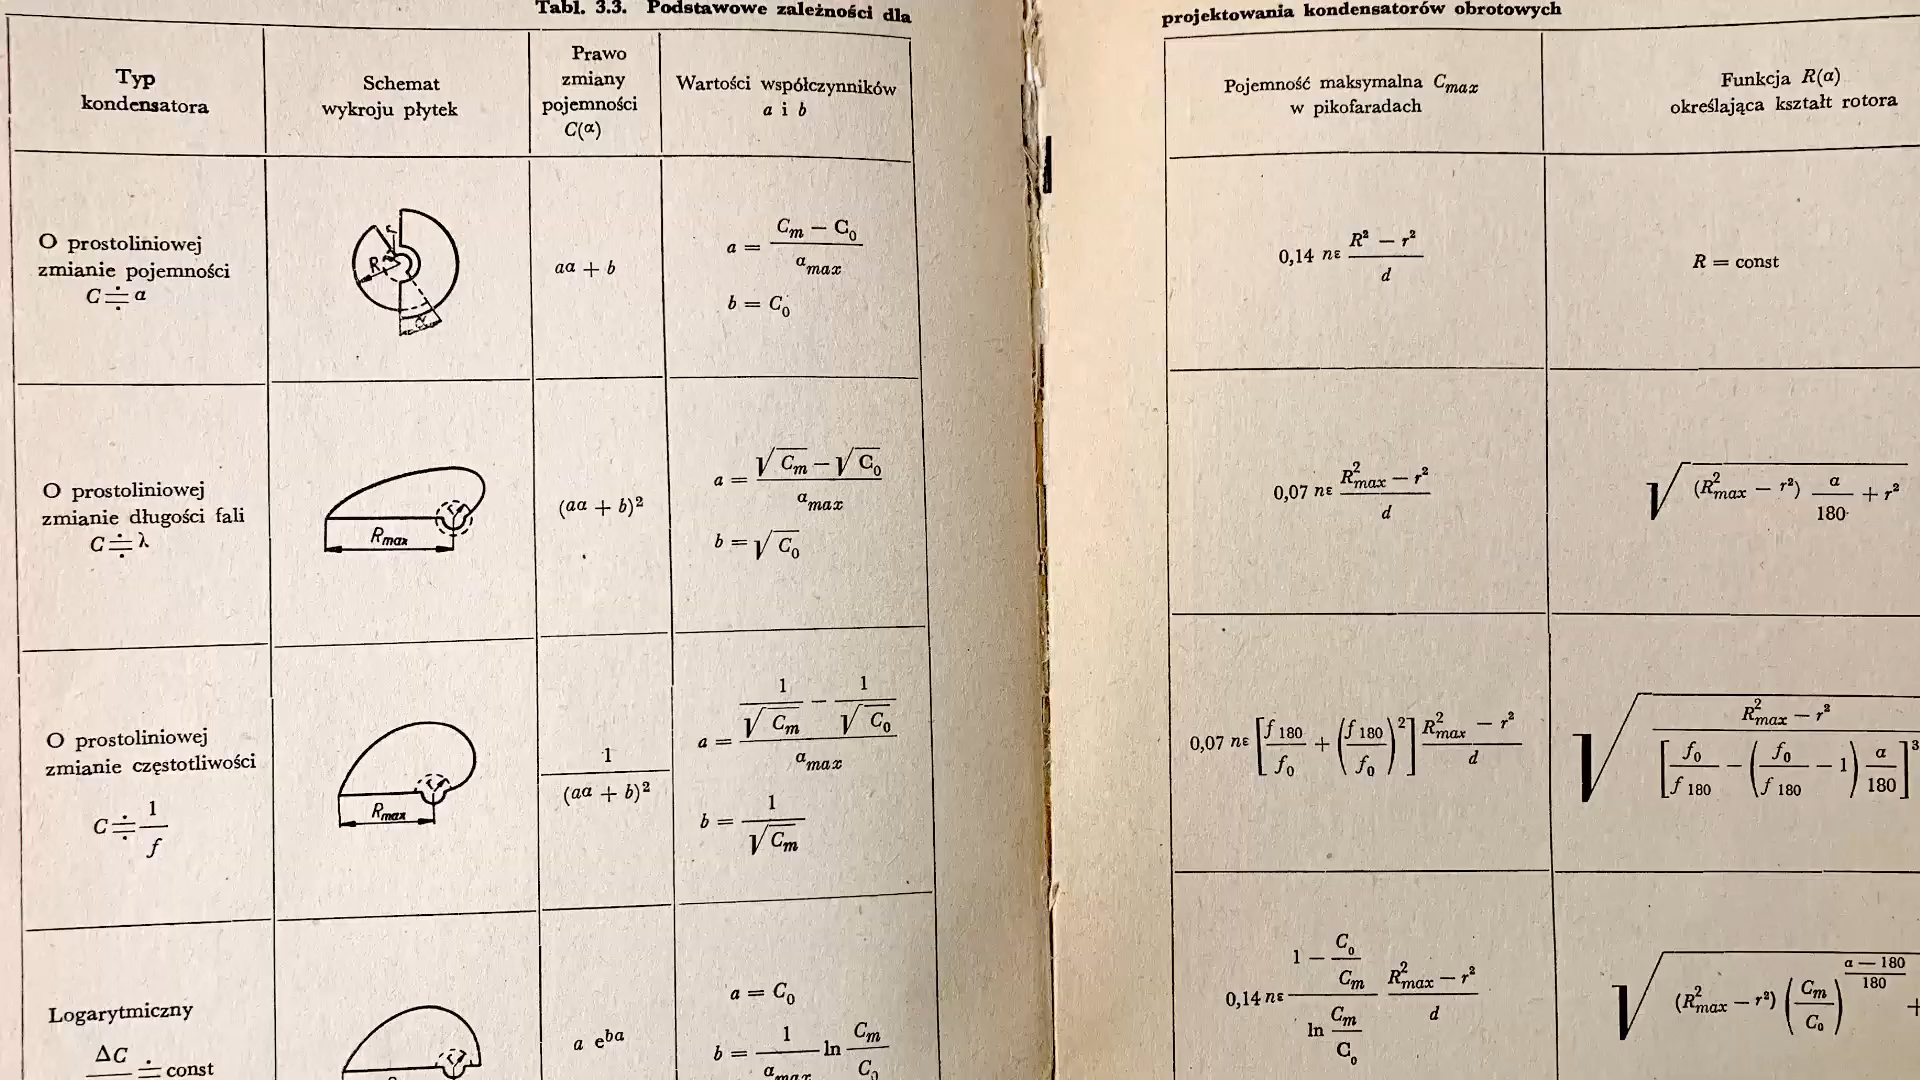 Tabl. 3.3. Podstawowe zależności dla projektowania kondensatorów obrotowych
Typ
kondensatora
Schemat
wykroju płytek
Prawo
zmiany
pojemności
C(α)
Wartości współczynników
a i b
Pojemność maksymalna Cmax
w pikofaradach
Funkcja R(α)
określająca kształt rotora
O prostoliniowej
zmianie pojemności
C ≑ α
R r
aα + b
a = (Cm − C0) / αmax
b = C0
0,14 nε (R² − r²) / d
R = const
O prostoliniowej
zmianie długości fali
C ≑ λ
Rmax r
(aα + b)²
a = (√Cm − √C0) / αmax
b = √C0
0,07 nε (R²max − r²) / d
√((R²max − r²) α/180 + r²
O prostoliniowej
zmianie częstotliwości
C ≑ 1/f
Rmax r
1 / (aα + b)²
a = (1/√Cm − 1/√C0) / αmax
b = 1/√Cm
0,07 nε [f180/f0 + (f180/f0)²] (R²max − r²) / d
√((R²max − r²) / [f0/f180 − (f0/f180 − 1) α/180]³
Logarytmiczny
ΔC ≑ const
r
a e^bα
a = C0
b = 1/αmax ln Cm/C0
0,14 nε (1 − C0/Cm) / (ln Cm/C0) (R²max − r²) / d
√((R²max − r²) (Cm/C0)^((α − 180)/180) +